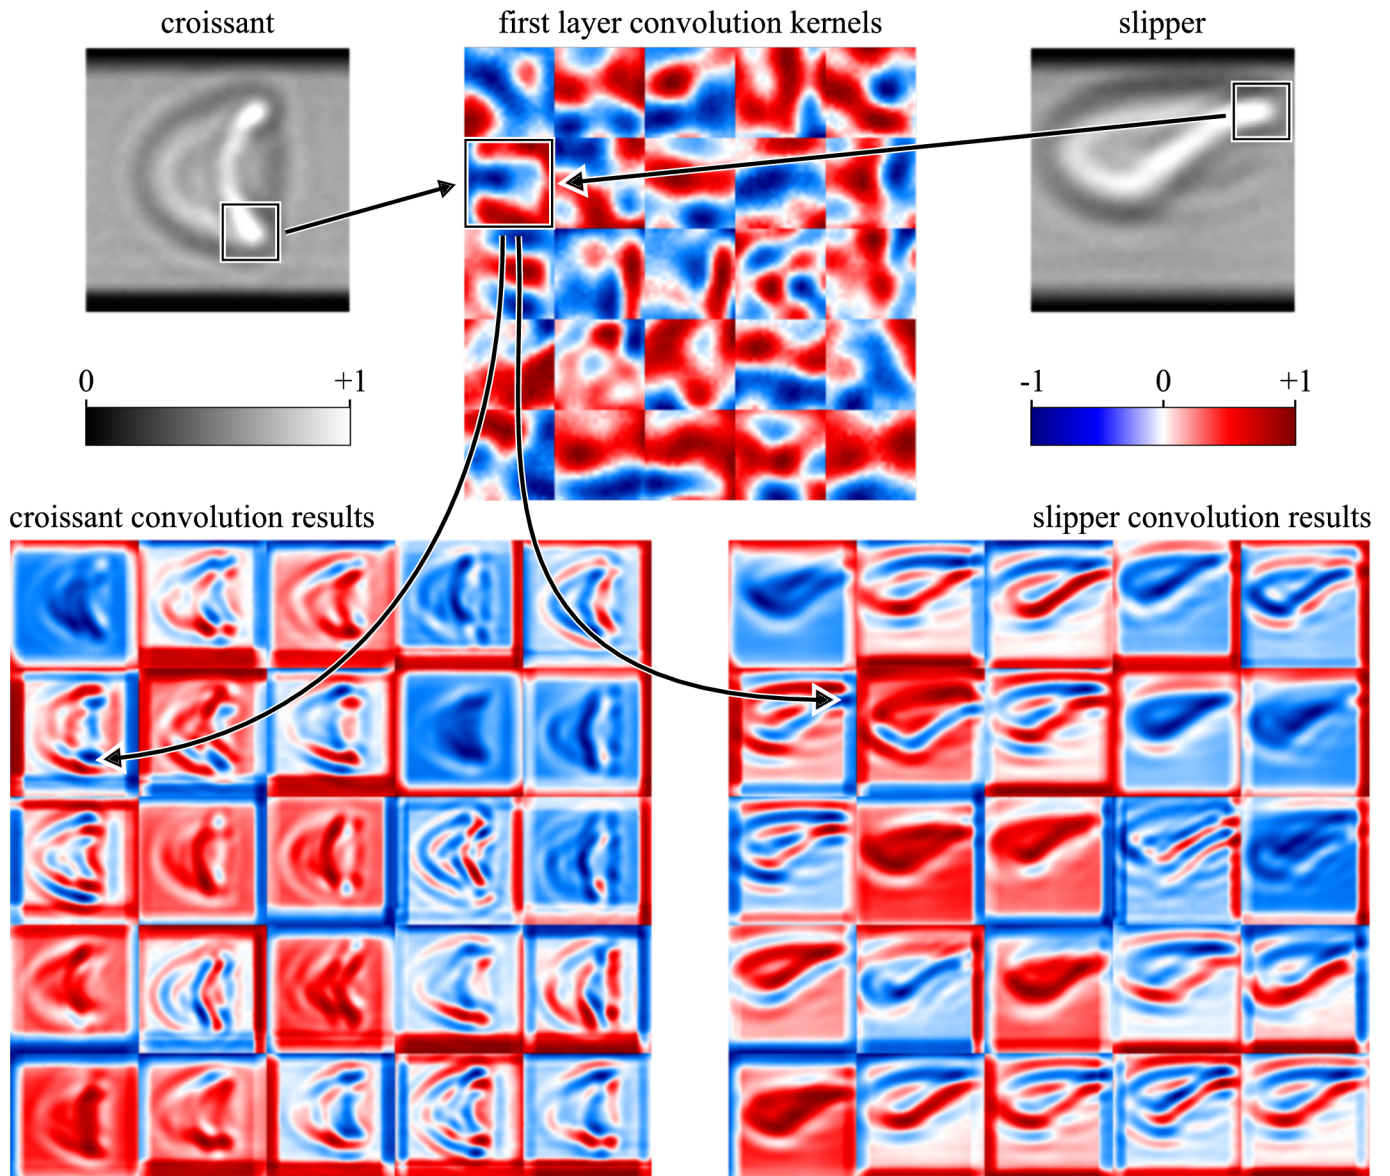 croissant
first layer convolution kernels
slipper
0 +1
-1 0 +1
croissant convolution results
slipper convolution results